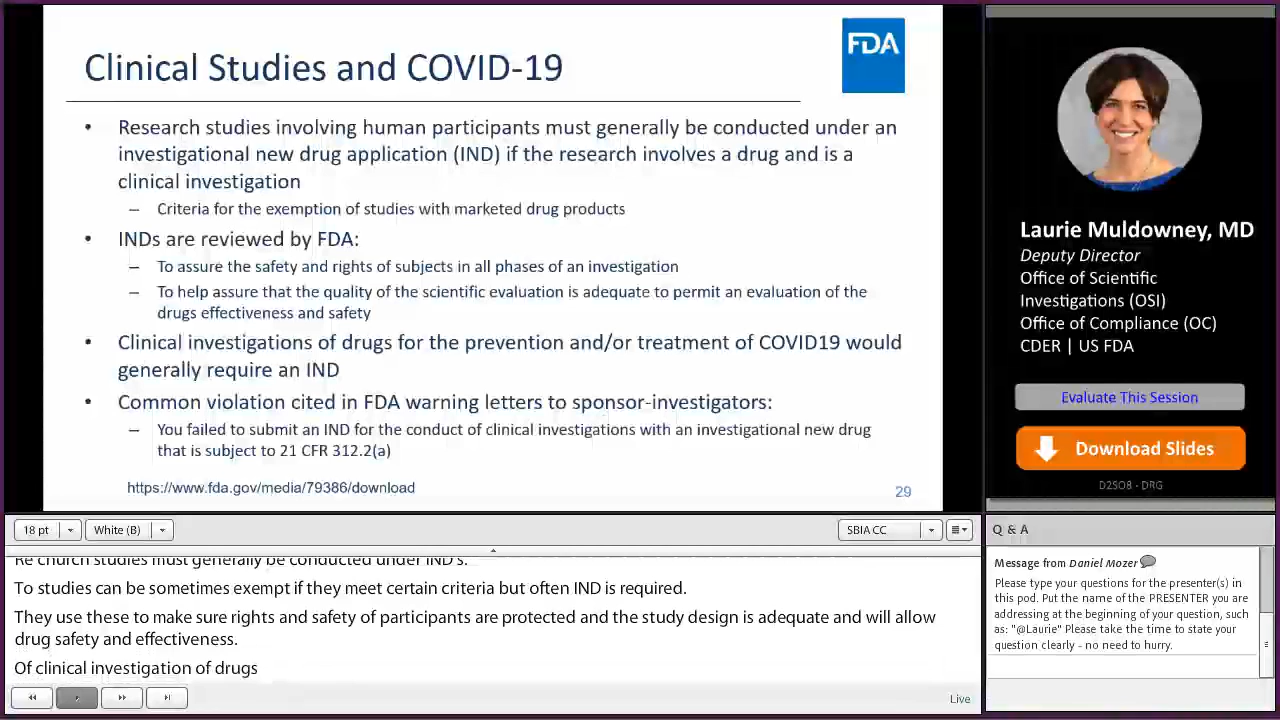 Clinical Studies and COVID-19
FDA
• Research studies involving human participants must generally be conducted under an
investigational new drug application (IND) if the research involves a drug and is a
clinical investigation
– Criteria for the exemption of studies with marketed drug products
• INDs are reviewed by FDA:
– To assure the safety and rights of subjects in all phases of an investigation
– To help assure that the quality of the scientific evaluation is adequate to permit an evaluation of the
drugs effectiveness and safety
• Clinical investigations of drugs for the prevention and/or treatment of COVID19 would
generally require an IND
• Common violation cited in FDA warning letters to sponsor-investigators:
– You failed to submit an IND for the conduct of clinical investigations with an investigational new drug
that is subject to 21 CFR 312.2(a)
https://www.fda.gov/media/79386/download
29
Laurie Muldowney, MD
Deputy Director
Office of Scientific
Investigations (OSI)
Office of Compliance (OC)
CDER | US FDA
Evaluate This Session
Download Slides
D2S08 - DRG
18 pt
White (B)
SBIA CC
Re church studies must generally be conducted under IND's.
To studies can be sometimes exempt if they meet certain criteria but often IND is required.
They use these to make sure rights and safety of participants are protected and the study design is adequate and will allow
drug safety and effectiveness.
Of clinical investigation of drugs
Live
Q & A
Message from Daniel Mozer
Please type your questions for the presenter(s) in
this pod. Put the name of the PRESENTER you are
addressing at the beginning of your question, such
as: "@Laurie" Please take the time to state your
question clearly - no need to hurry.